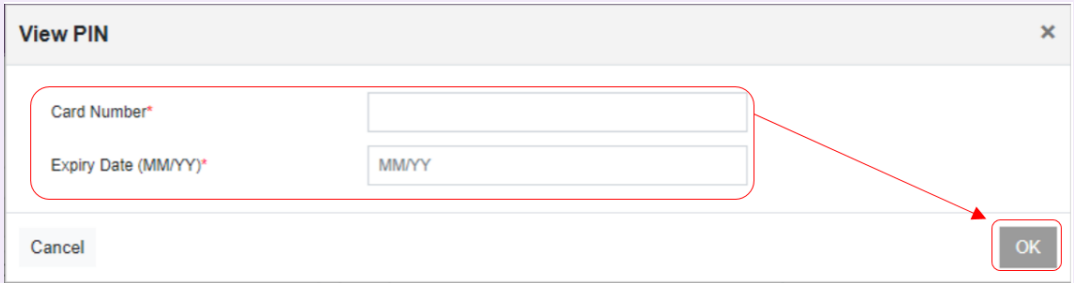 View PIN ×
Card Number*
Expiry Date (MM/YY)* MM/YY
Cancel OK